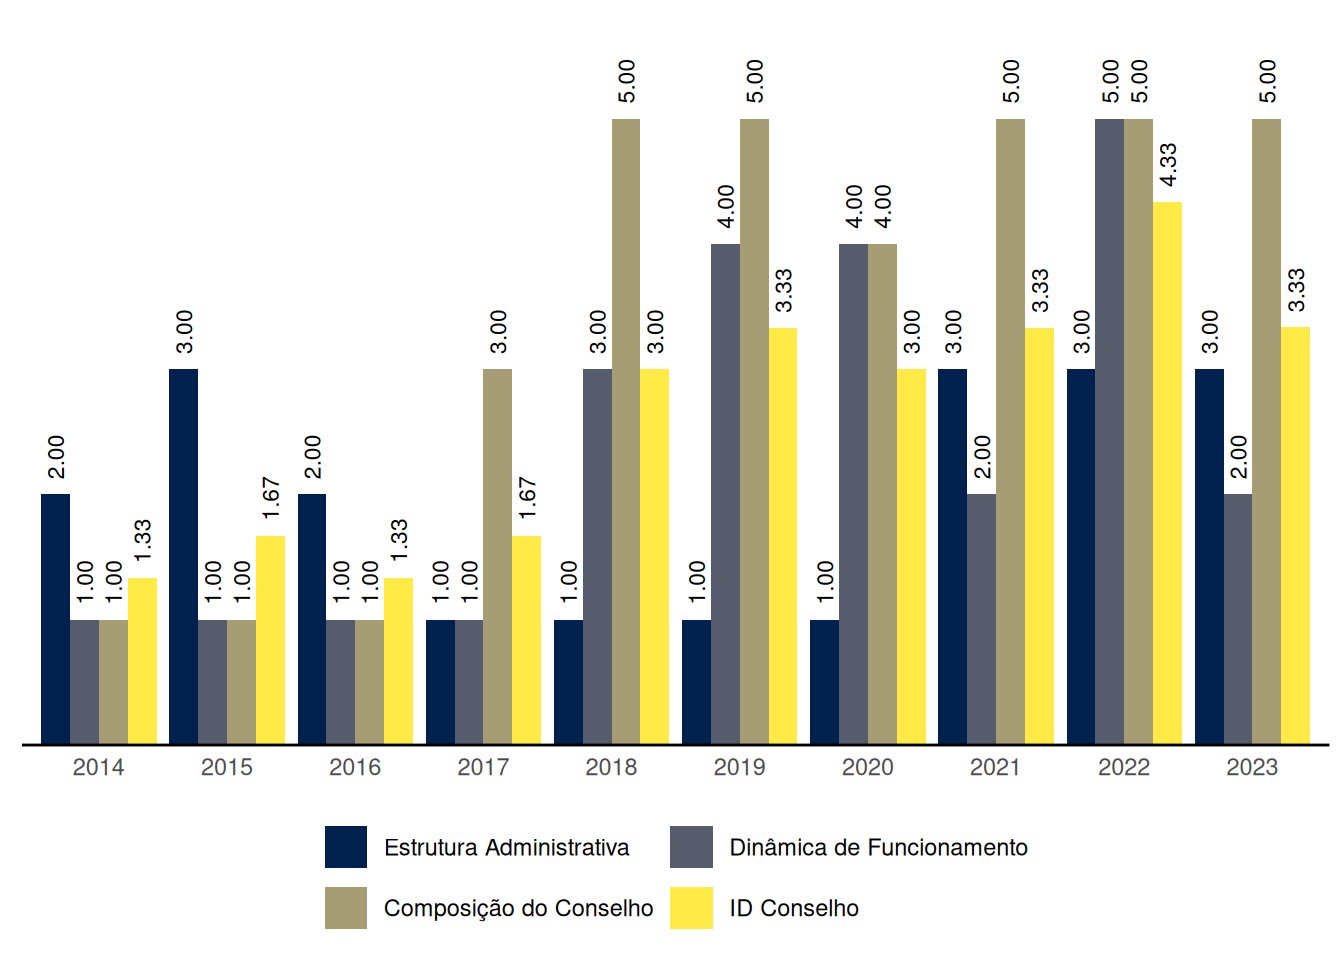 2.00 1.00 1.00 1.33
3.00 1.00 1.00 1.67
2.00 1.00 1.00 1.33
1.00 1.00 3.00 1.67
1.00 3.00 5.00 3.00
1.00 4.00 5.00 3.33
1.00 4.00 4.00 3.00
3.00 2.00 5.00 3.33
3.00 5.00 5.00 4.33
3.00 2.00 5.00 3.33
2014 2015 2016 2017 2018 2019 2020 2021 2022 2023
Estrutura Administrativa Dinâmica de Funcionamento
Composição do Conselho ID Conselho